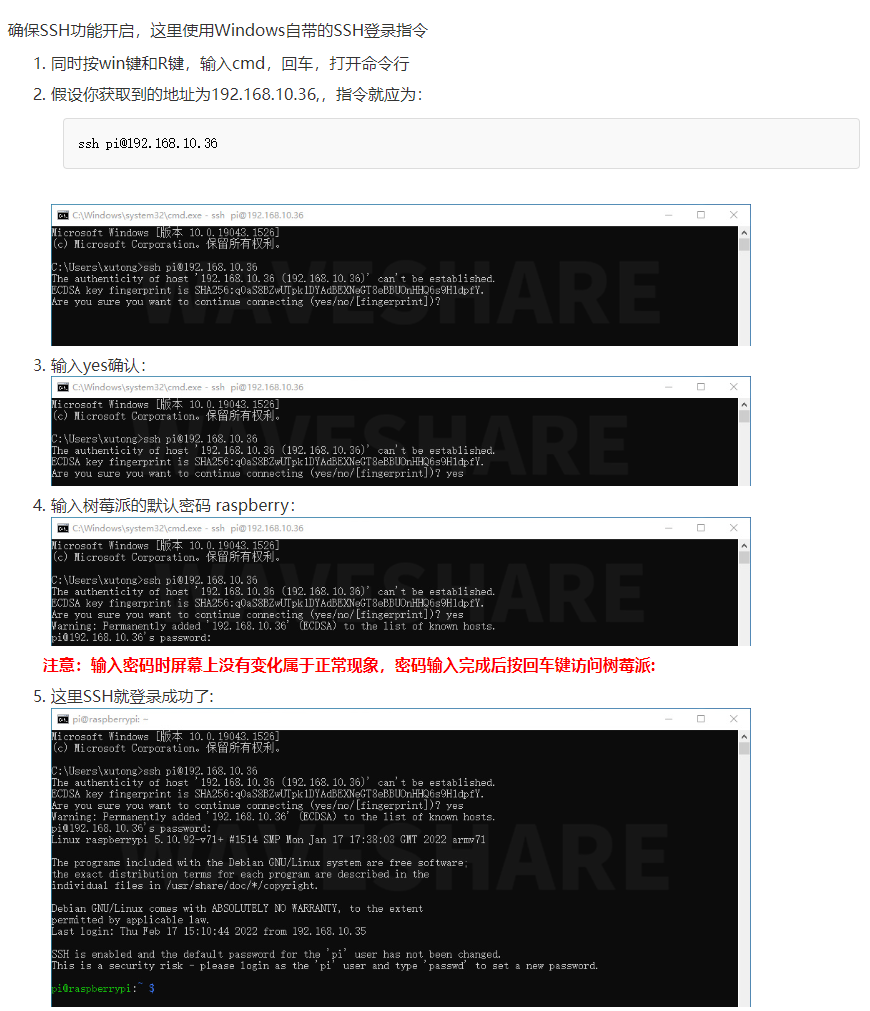 确保SSH功能开启，这里使用Windows自带的SSH登录指令
1. 同时按win键和R键，输入cmd，回车，打开命令行
2. 假设你获取到的地址为192.168.10.36,，指令就应为：
ssh pi@192.168.10.36
C:\Windows\system32\cmd.exe - ssh pi@192.168.10.36
Microsoft Windows [版本 10.0.19043.1526]
(c) Microsoft Corporation。保留所有权利。
C:\Users\xutong>ssh pi@192.168.10.36
The authenticity of host '192.168.10.36 (192.168.10.36)' can't be established.
ECDSA key fingerprint is SHA256:qOaS8BZwUTpk1DYAdBEXNeGT8eBBUOnHHQ6s9H1dpfY.
Are you sure you want to continue connecting (yes/no/[fingerprint])?
WAVESHARE
3. 输入yes确认：
C:\Windows\system32\cmd.exe - ssh pi@192.168.10.36
Microsoft Windows [版本 10.0.19043.1526]
(c) Microsoft Corporation。保留所有权利。
C:\Users\xutong>ssh pi@192.168.10.36
The authenticity of host '192.168.10.36 (192.168.10.36)' can't be established.
ECDSA key fingerprint is SHA256:qOaS8BZwUTpk1DYAdBEXNeGT8eBBUOnHHQ6s9H1dpfY.
Are you sure you want to continue connecting (yes/no/[fingerprint])? yes
WAVESHARE
4. 输入树莓派的默认密码 raspberry：
C:\Windows\system32\cmd.exe - ssh pi@192.168.10.36
Microsoft Windows [版本 10.0.19043.1526]
(c) Microsoft Corporation。保留所有权利。
C:\Users\xutong>ssh pi@192.168.10.36
The authenticity of host '192.168.10.36 (192.168.10.36)' can't be established.
ECDSA key fingerprint is SHA256:qOaS8BZwUTpk1DYAdBEXNeGT8eBBUOnHHQ6s9H1dpfY.
Are you sure you want to continue connecting (yes/no/[fingerprint])? yes
Warning: Permanently added '192.168.10.36' (ECDSA) to the list of known hosts.
pi@192.168.10.36's password:
WAVESHARE
注意：输入密码时屏幕上没有变化属于正常现象，密码输入完成后按回车键访问树莓派:
5. 这里SSH就登录成功了:
pi@raspberrypi: ~
Microsoft Windows [版本 10.0.19043.1526]
(c) Microsoft Corporation。保留所有权利。
C:\Users\xutong>ssh pi@192.168.10.36
The authenticity of host '192.168.10.36 (192.168.10.36)' can't be established.
ECDSA key fingerprint is SHA256:qOaS8BZwUTpk1DYAdBEXNeGT8eBBUOnHHQ6s9H1dpfY.
Are you sure you want to continue connecting (yes/no/[fingerprint])? yes
Warning: Permanently added '192.168.10.36' (ECDSA) to the list of known hosts.
pi@192.168.10.36's password:
Linux raspberrypi 5.10.92-v7l+ #1514 SMP Mon Jan 17 17:38:03 GMT 2022 armv7l
The programs included with the Debian GNU/Linux system are free software;
the exact distribution terms for each program are described in the
individual files in /usr/share/doc/*/copyright.
Debian GNU/Linux comes with ABSOLUTELY NO WARRANTY, to the extent
permitted by applicable law.
Last login: Thu Feb 17 15:10:44 2022 from 192.168.10.35
SSH is enabled and the default password for the 'pi' user has not been changed.
This is a security risk - please login as the 'pi' user and type 'passwd' to set a new password.
pi@raspberrypi:~ $
WAVESHARE